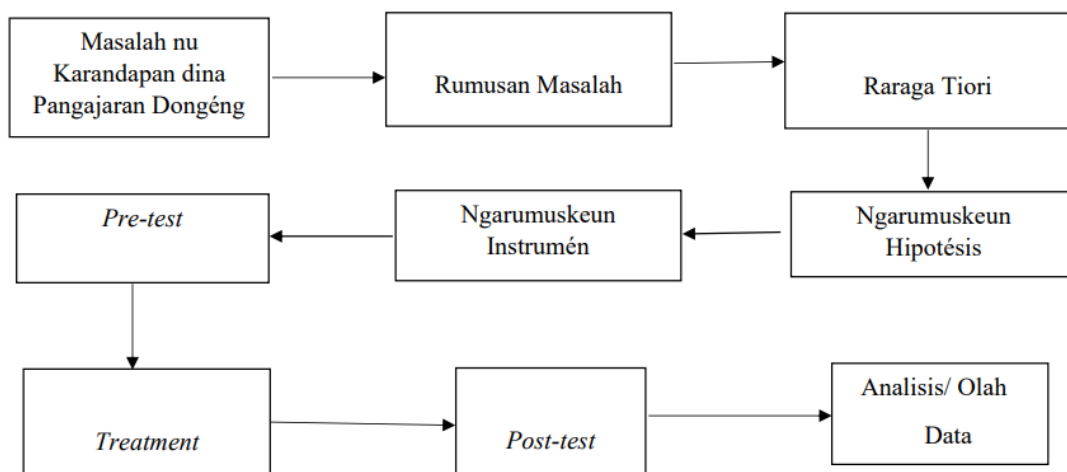 Masalah nu
Karandapan dina
Pangajaran Dongéng
Rumusan Masalah
Raraga Tiori
Ngarumuskeun
Hipotésis
Ngarumuskeun
Instrumén
Pre-test
Treatment
Post-test
Analisis/ Olah
Data